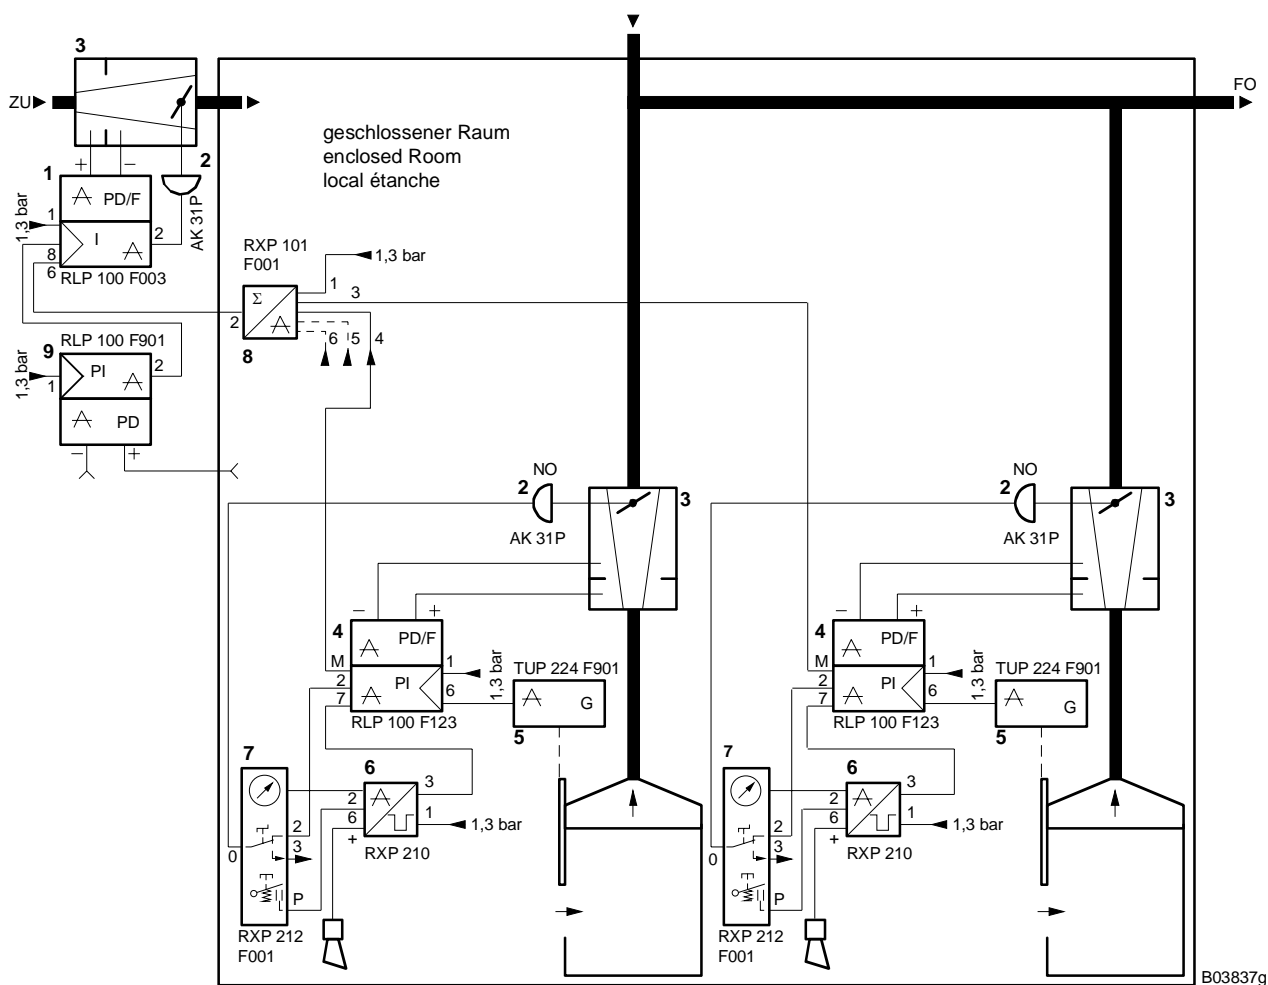 3
ZU
FO
geschlossener Raum
enclosed Room
local étanche
+
–
2
1
PD/F
AK 31P
1,3 bar
1
I
2
8
6
RLP 100 F003
RXP 101
F001
1,3 bar
1
3
Σ
2
6
5
4
8
RLP 100 F901
9
PI
2
1,3 bar
1
PD
–
+
NO
2
3
AK 31P
–
+
4
PD/F
M
1
1,3 bar
2
PI
6
7
RLP 100 F123
TUP 224 F901
G
5
7
6
3
2
1
1,3 bar
6
+
RXP 210
2
3
0
P
RXP 212
F001
NO
2
3
AK 31P
–
+
4
PD/F
M
1
1,3 bar
2
PI
6
7
RLP 100 F123
TUP 224 F901
G
5
7
6
3
2
1
1,3 bar
6
+
RXP 210
2
3
0
P
RXP 212
F001
B03837g